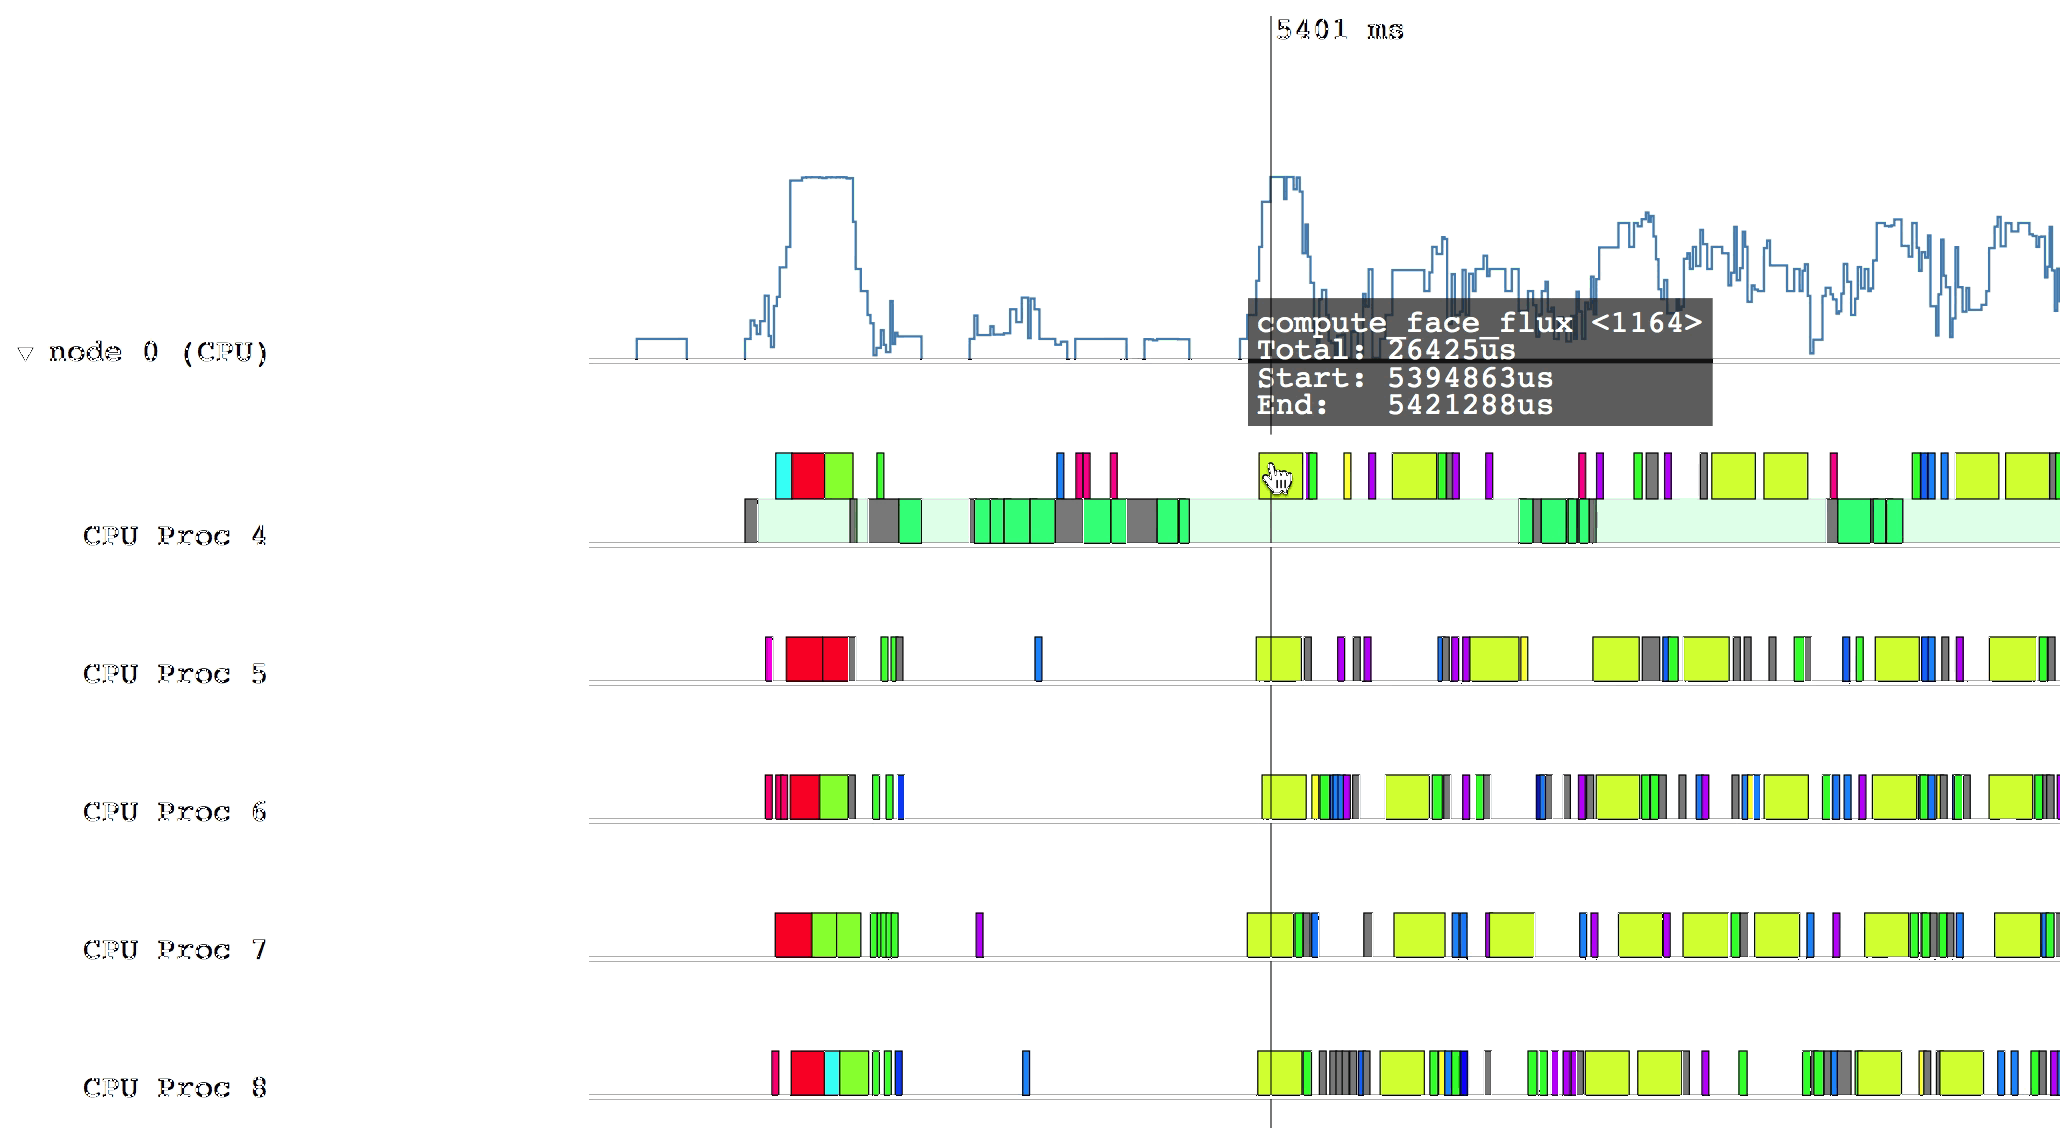 5401 ms
▽ node 0 (CPU)
compute_face_flux <1164>
Total: 26425us
Start: 5394863us
End: 5421288us
CPU Proc 4
CPU Proc 5
CPU Proc 6
CPU Proc 7
CPU Proc 8